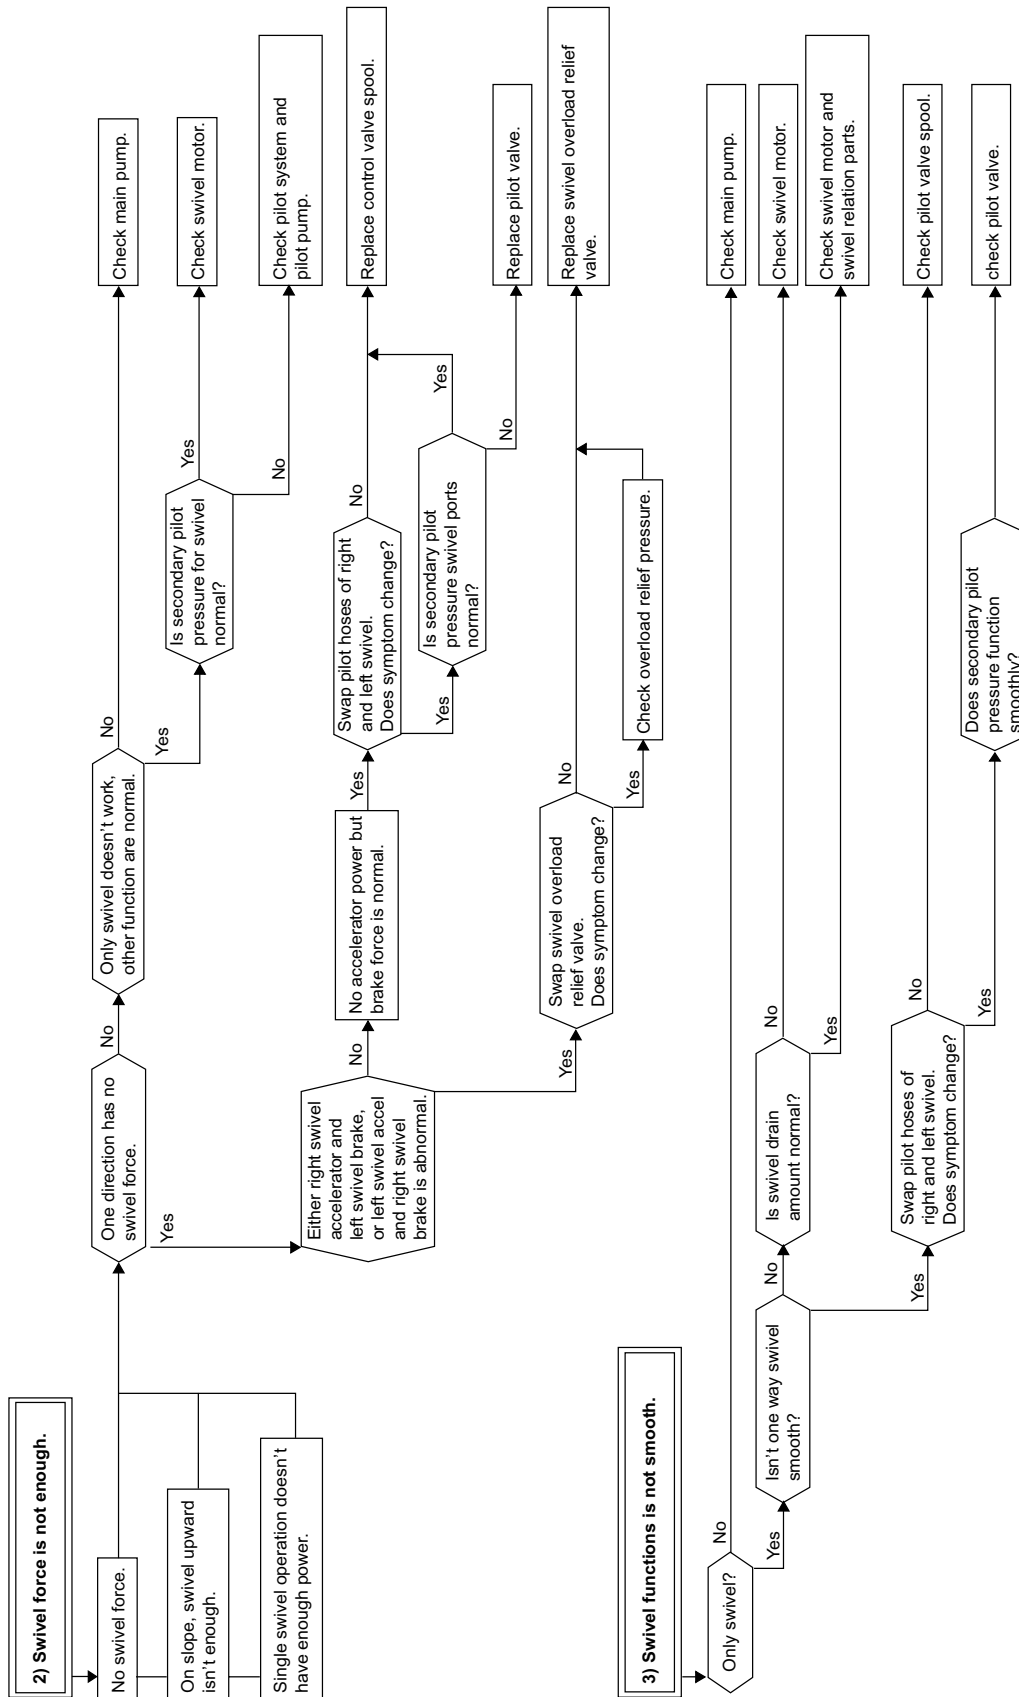 2) Swivel force is not enough.
No swivel force.
On slope, swivel upward
isn't enough.
Single swivel operation doesn't
have enough power.
One direction has no
swivel force.
No
Yes
Only swivel doesn't work,
other function are normal.
No
Yes
Check main pump.
Is secondary pilot
pressure for swivel
normal?
Yes
No
Check swivel motor.
Check pilot system and
pilot pump.
Either right swivel
accelerator and
left swivel brake,
or left swivel accel
and right swivel
brake is abnormal.
No
Yes
No accelerator power but
brake force is normal.
Yes
Swap pilot hoses of right
and left swivel.
Does symptom change?
No
Yes
Replace control valve spool.
Is secondary pilot
pressure swivel ports
normal?
Yes
No
Replace pilot valve.
Swap swivel overload
relief valve.
Does symptom change?
No
Yes
Replace swivel overload relief
valve.
Check overload relief pressure.
3) Swivel functions is not smooth.
Only swivel?
No
Yes
Check main pump.
Isn't one way swivel
smooth?
No
Yes
Is swivel drain
amount normal?
No
Yes
Check swivel motor.
Check swivel motor and
swivel relation parts.
Swap pilot hoses of
right and left swivel.
Does symptom change?
No
Yes
Check pilot valve spool.
Does secondary pilot
pressure function
smoothly?
check pilot valve.